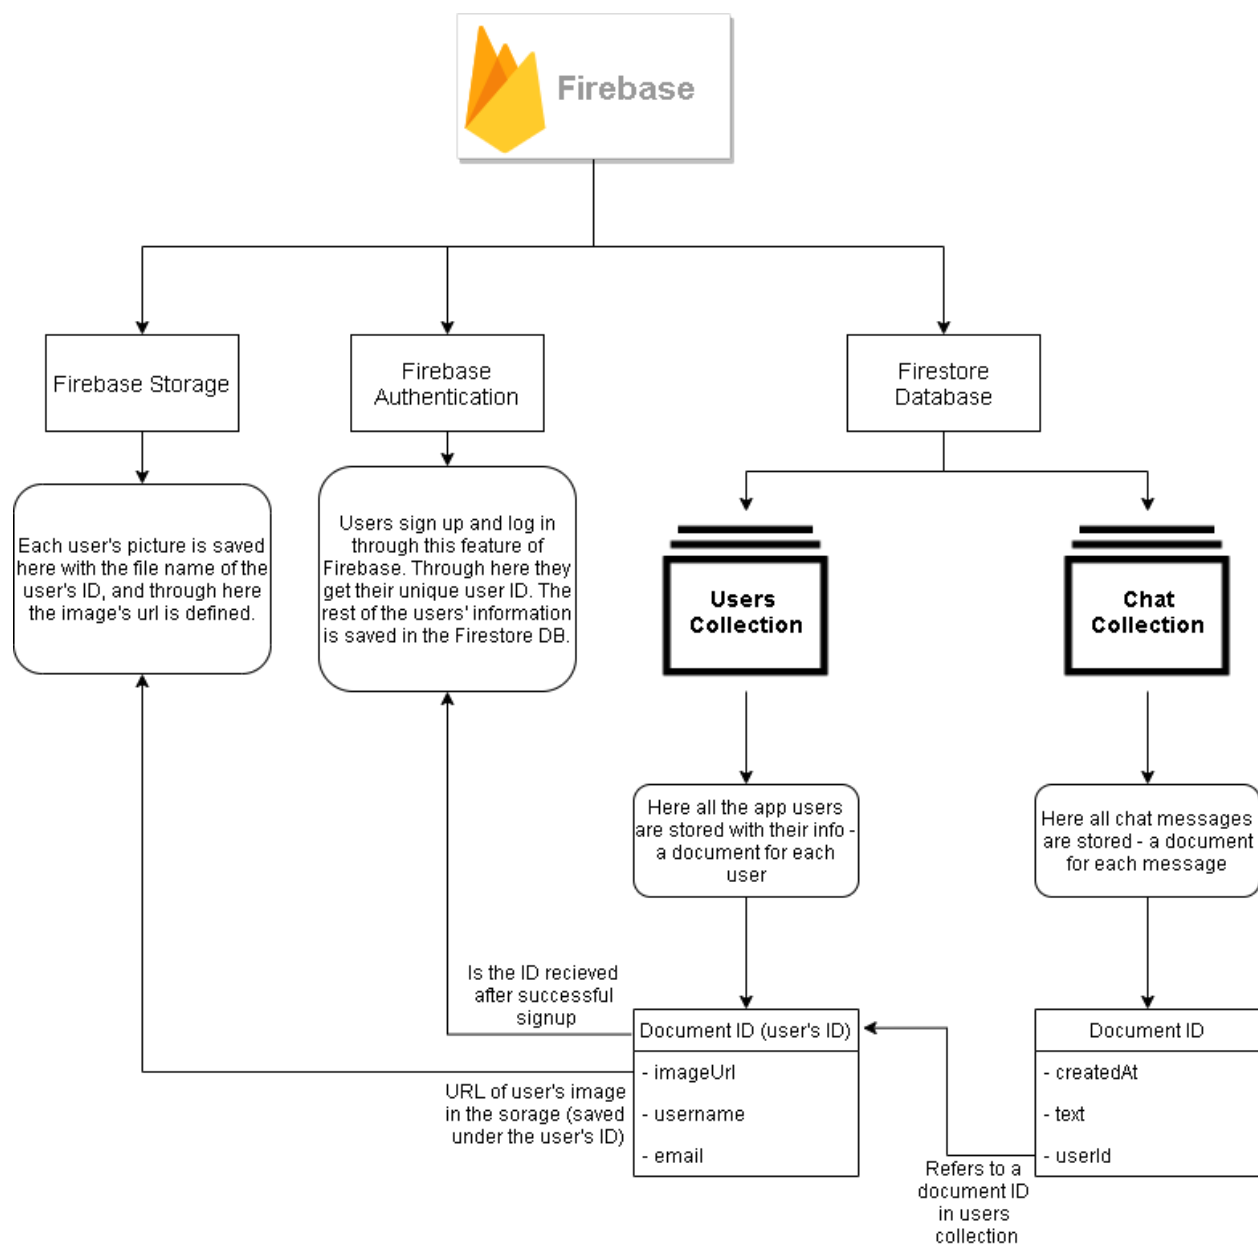 Firebase
Firebase Storage
Firebase
Authentication
Firestore
Database
Each user's picture is saved
here with the file name of the
user's ID, and through here
the image's url is defined.
Users sign up and log in
through this feature of
Firebase. Through here they
get their unique user ID. The
rest of the users' information
is saved in the Firestore DB.
Users
Collection
Chat
Collection
Here all the app users
are stored with their info -
a document for each
user
Here all chat messages
are stored - a document
for each message
Is the ID recieved
after successful
signup
Document ID (user's ID)
- imageUrl
- username
- email
URL of user's image
in the sorage (saved
under the user's ID)
Document ID
- createdAt
- text
- userId
Refers to a
document ID
in users
collection